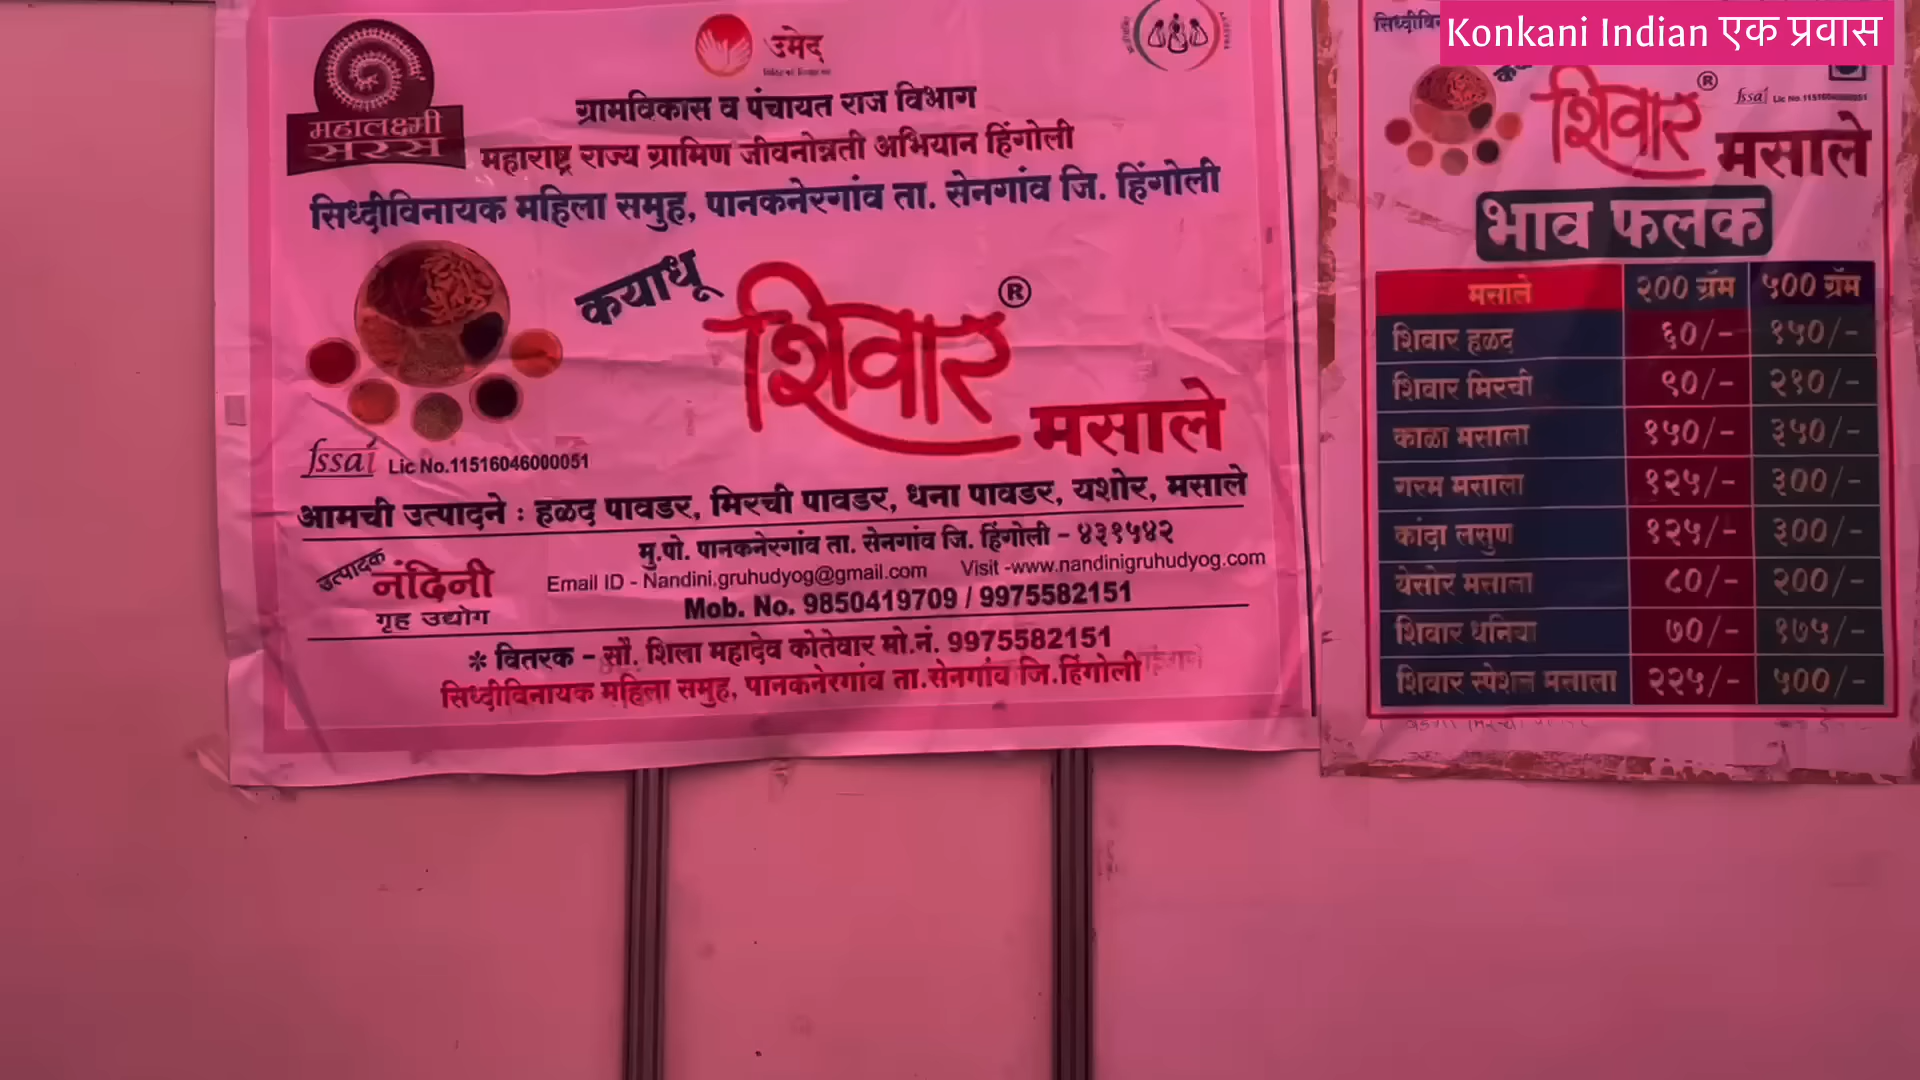 महालक्ष्मी
सरस
उमेद
ग्रामविकास व पंचायत राज विभाग
महाराष्ट्र राज्य ग्रामिण जीवनोन्नती अभियान हिंगोली
सिध्दीविनायक महिला समुह, पानकनेरगांव ता. सेनगांव जि. हिंगोली
कयाधू
शिवार ®
मसाले
fssai Lic No.11516046000051
आमची उत्पादने : हळद पावडर, मिरची पावडर, धना पावडर, यशोर, मसाले
उत्पादक
नंदिनी
गृह उद्योग
मु.पो. पानकनेरगांव ता. सेनगांव जि. हिंगोली - ४३१५४२
Email ID - Nandini.gruhudyog@gmail.com Visit -www.nandinigruhudyog.com
Mob. No. 9850419709 / 9975582151
* वितरक - सौ. शिला महादेव कोतेवार मो.नं. 9975582151
सिध्दीविनायक महिला समुह, पानकनेरगांव ता.सेनगांव जि.हिंगोली
Konkani Indian एक प्रवास
शिवार ®
fssai
मसाले
भाव फलक
मसाले २०० ग्रॅम ५०० ग्रॅम
शिवार हळद ६०/- १५०/-
शिवार मिरची ९०/- २१०/-
काळा मसाला १५०/- ३५०/-
गरम मसाला १२५/- ३००/-
कांदा लसुण १२५/- ३००/-
येसोर मसाला ८०/- २००/-
शिवार धनिया ७०/- १७५/-
शिवार स्पेशल मसाला २२५/- ५००/-